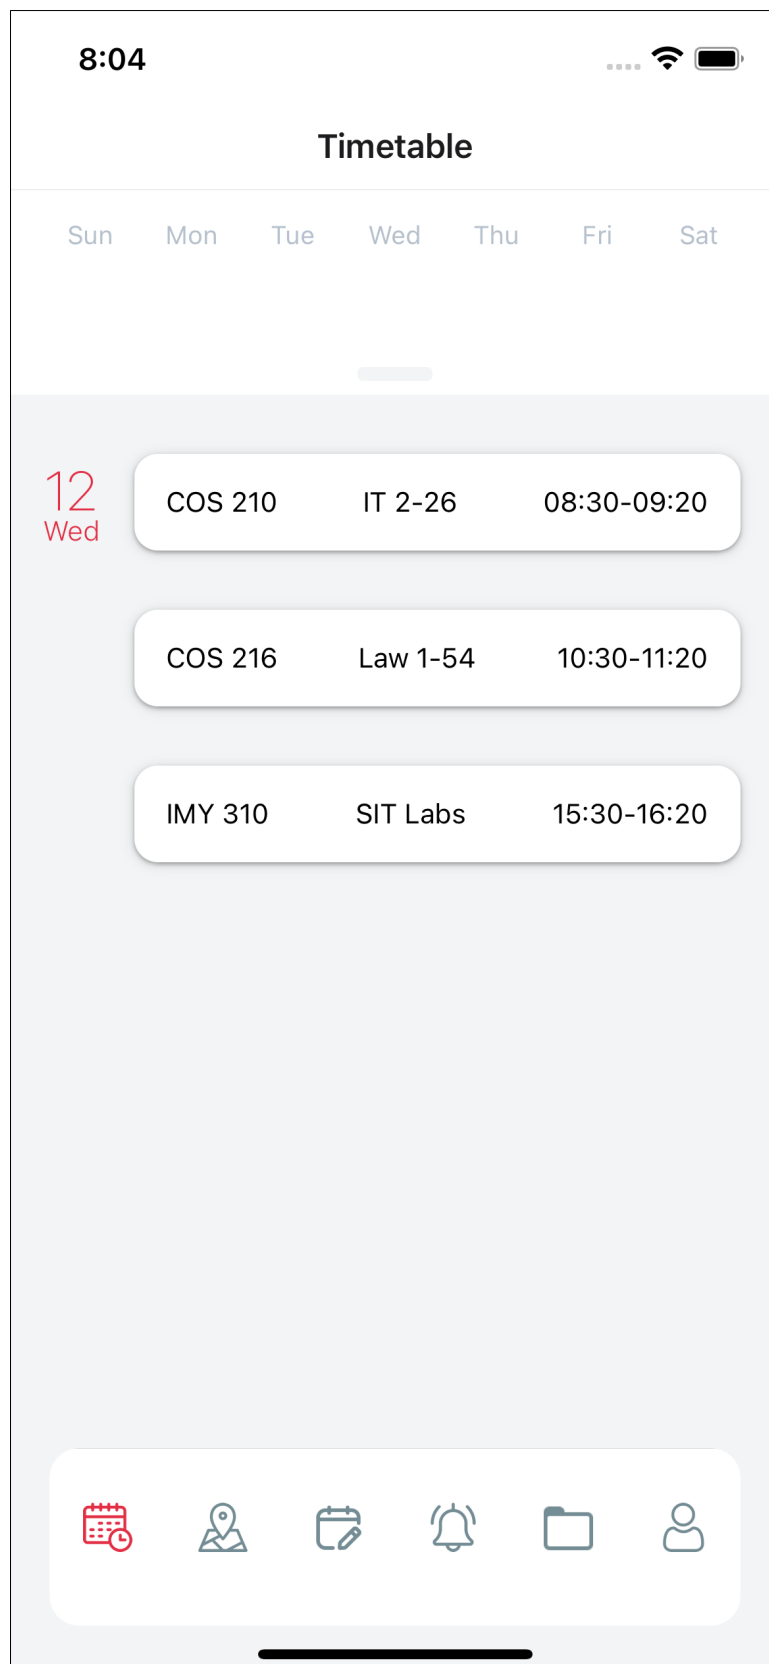 8:04
Timetable
Sun Mon Tue Wed Thu Fri Sat
12
Wed
COS 210 IT 2-26 08:30-09:20
COS 216 Law 1-54 10:30-11:20
IMY 310 SIT Labs 15:30-16:20